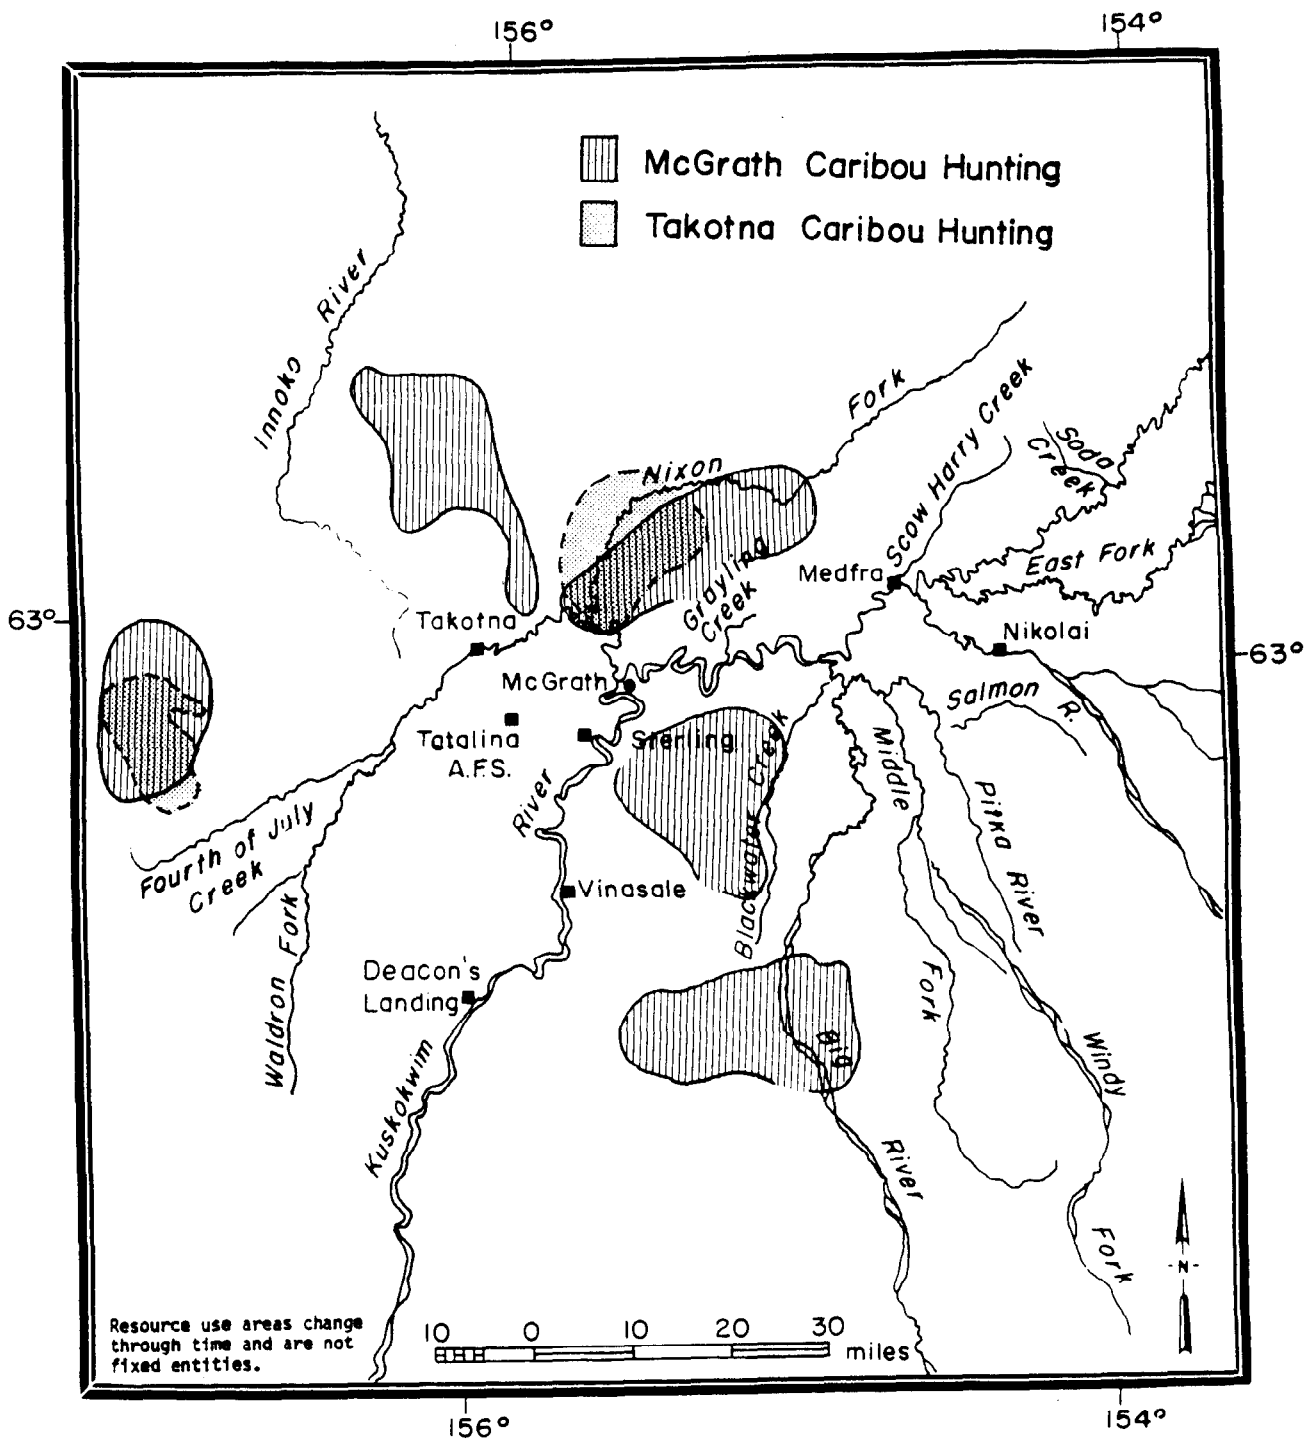 156°
154°
McGrath Caribou Hunting
Takotna Caribou Hunting
Innoko River
Nixon Fork
Scow Harry Creek
Soda
Creek
East Fork
Medfra
Grayling
Creek
63°
Takotna
Nikolai
63°
McGrath
Salmon R.
Tatalina
A.F.S.
Sterling
Middle Fork
Pitka River
Blackwater Creek
River
Fourth of July
Creek
Vinasale
Waldron Fork
Deacon's
Landing
Big River
Kuskokwim
Windy Fork
-N-
Resource use areas change
through time and are not
fixed entities.
10 0 10 20 30
miles
156°
154°